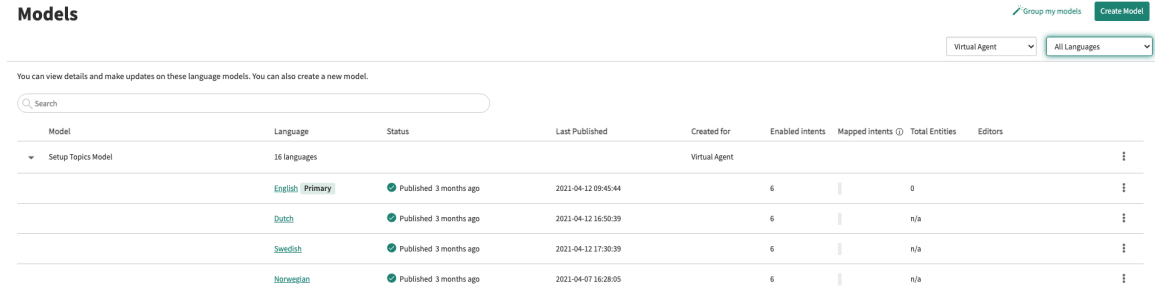 Models
Group my models
Create Model
Virtual Agent
All Languages
You can view details and make updates on these language models. You can also create a new model.
Search
Model Language Status Last Published Created for Enabled intents Mapped intents Total Entities Editors
Setup Topics Model 16 languages Virtual Agent
English Primary Published 3 months ago 2021-04-12 09:45:44 6 0
Dutch Published 3 months ago 2021-04-12 16:50:39 6 n/a
Swedish Published 3 months ago 2021-04-12 17:30:39 6 n/a
Norwegian Published 3 months ago 2021-04-07 16:28:05 6 n/a